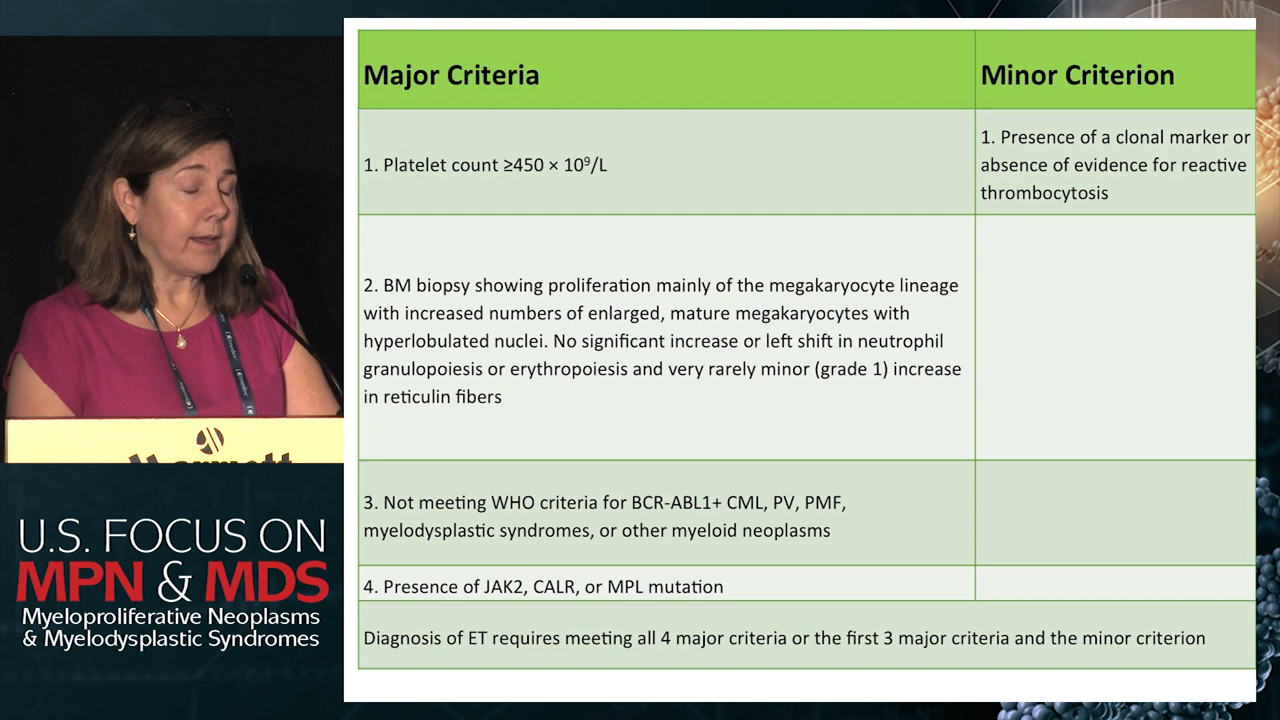 NM
Major Criteria
Minor Criterion
1. Platelet count ≥450 × 10⁹/L
1. Presence of a clonal marker or
absence of evidence for reactive
thrombocytosis
2. BM biopsy showing proliferation mainly of the megakaryocyte lineage
with increased numbers of enlarged, mature megakaryocytes with
hyperlobulated nuclei. No significant increase or left shift in neutrophil
granulopoiesis or erythropoiesis and very rarely minor (grade 1) increase
in reticulin fibers
3. Not meeting WHO criteria for BCR-ABL1+ CML, PV, PMF,
myelodysplastic syndromes, or other myeloid neoplasms
4. Presence of JAK2, CALR, or MPL mutation
Diagnosis of ET requires meeting all 4 major criteria or the first 3 major criteria and the minor criterion
U.S. FOCUS ON
MPN & MDS
Myeloproliferative Neoplasms
& Myelodysplastic Syndromes